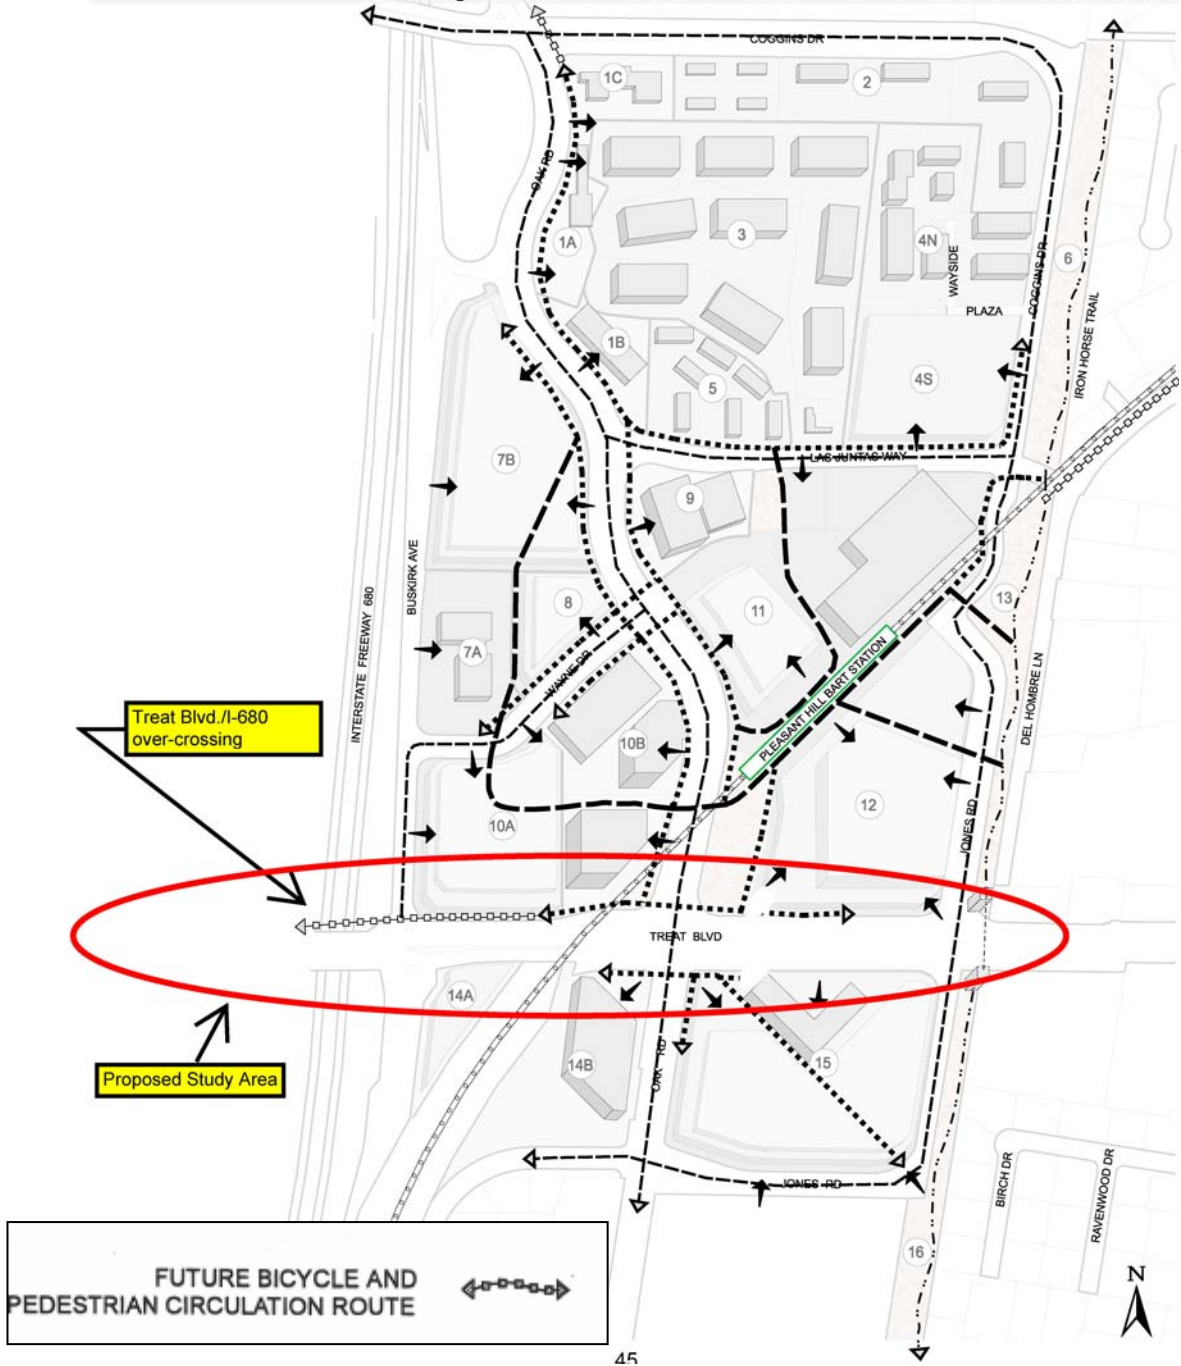 COGGINS DR
1C
2
OAK RD
1A
3
4N
WAYSIDE
PLAZA
COGGINS DR
6
IRON HORSE TRAIL
1B
5
4S
LAS JUNTAS WAY
7B
9
BUSKIRK AVE
INTERSTATE FREEWAY 680
8
11
13
7A
WAYNE DR
PLEASANT HILL BART STATION
DEL HOMBRE LN
Treat Blvd./I-680
over-crossing
10B
10A
12
JONES RD
TREAT BLVD
14A
14B
OAK RD
15
Proposed Study Area
JONES RD
BIRCH DR
RAVENWOOD DR
16
N
FUTURE BICYCLE AND
PEDESTRIAN CIRCULATION ROUTE
45